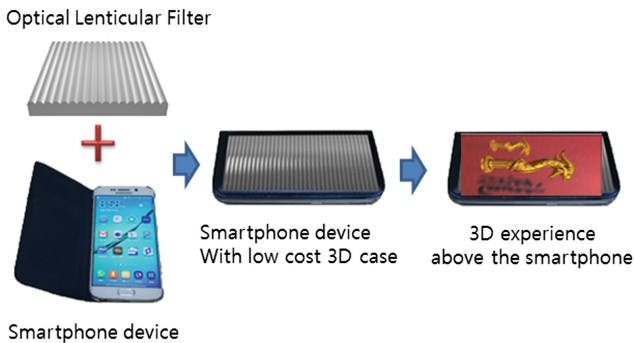 Optical Lenticular Filter
Smartphone device
Smartphone device
With low cost 3D case
3D experience
above the smartphone